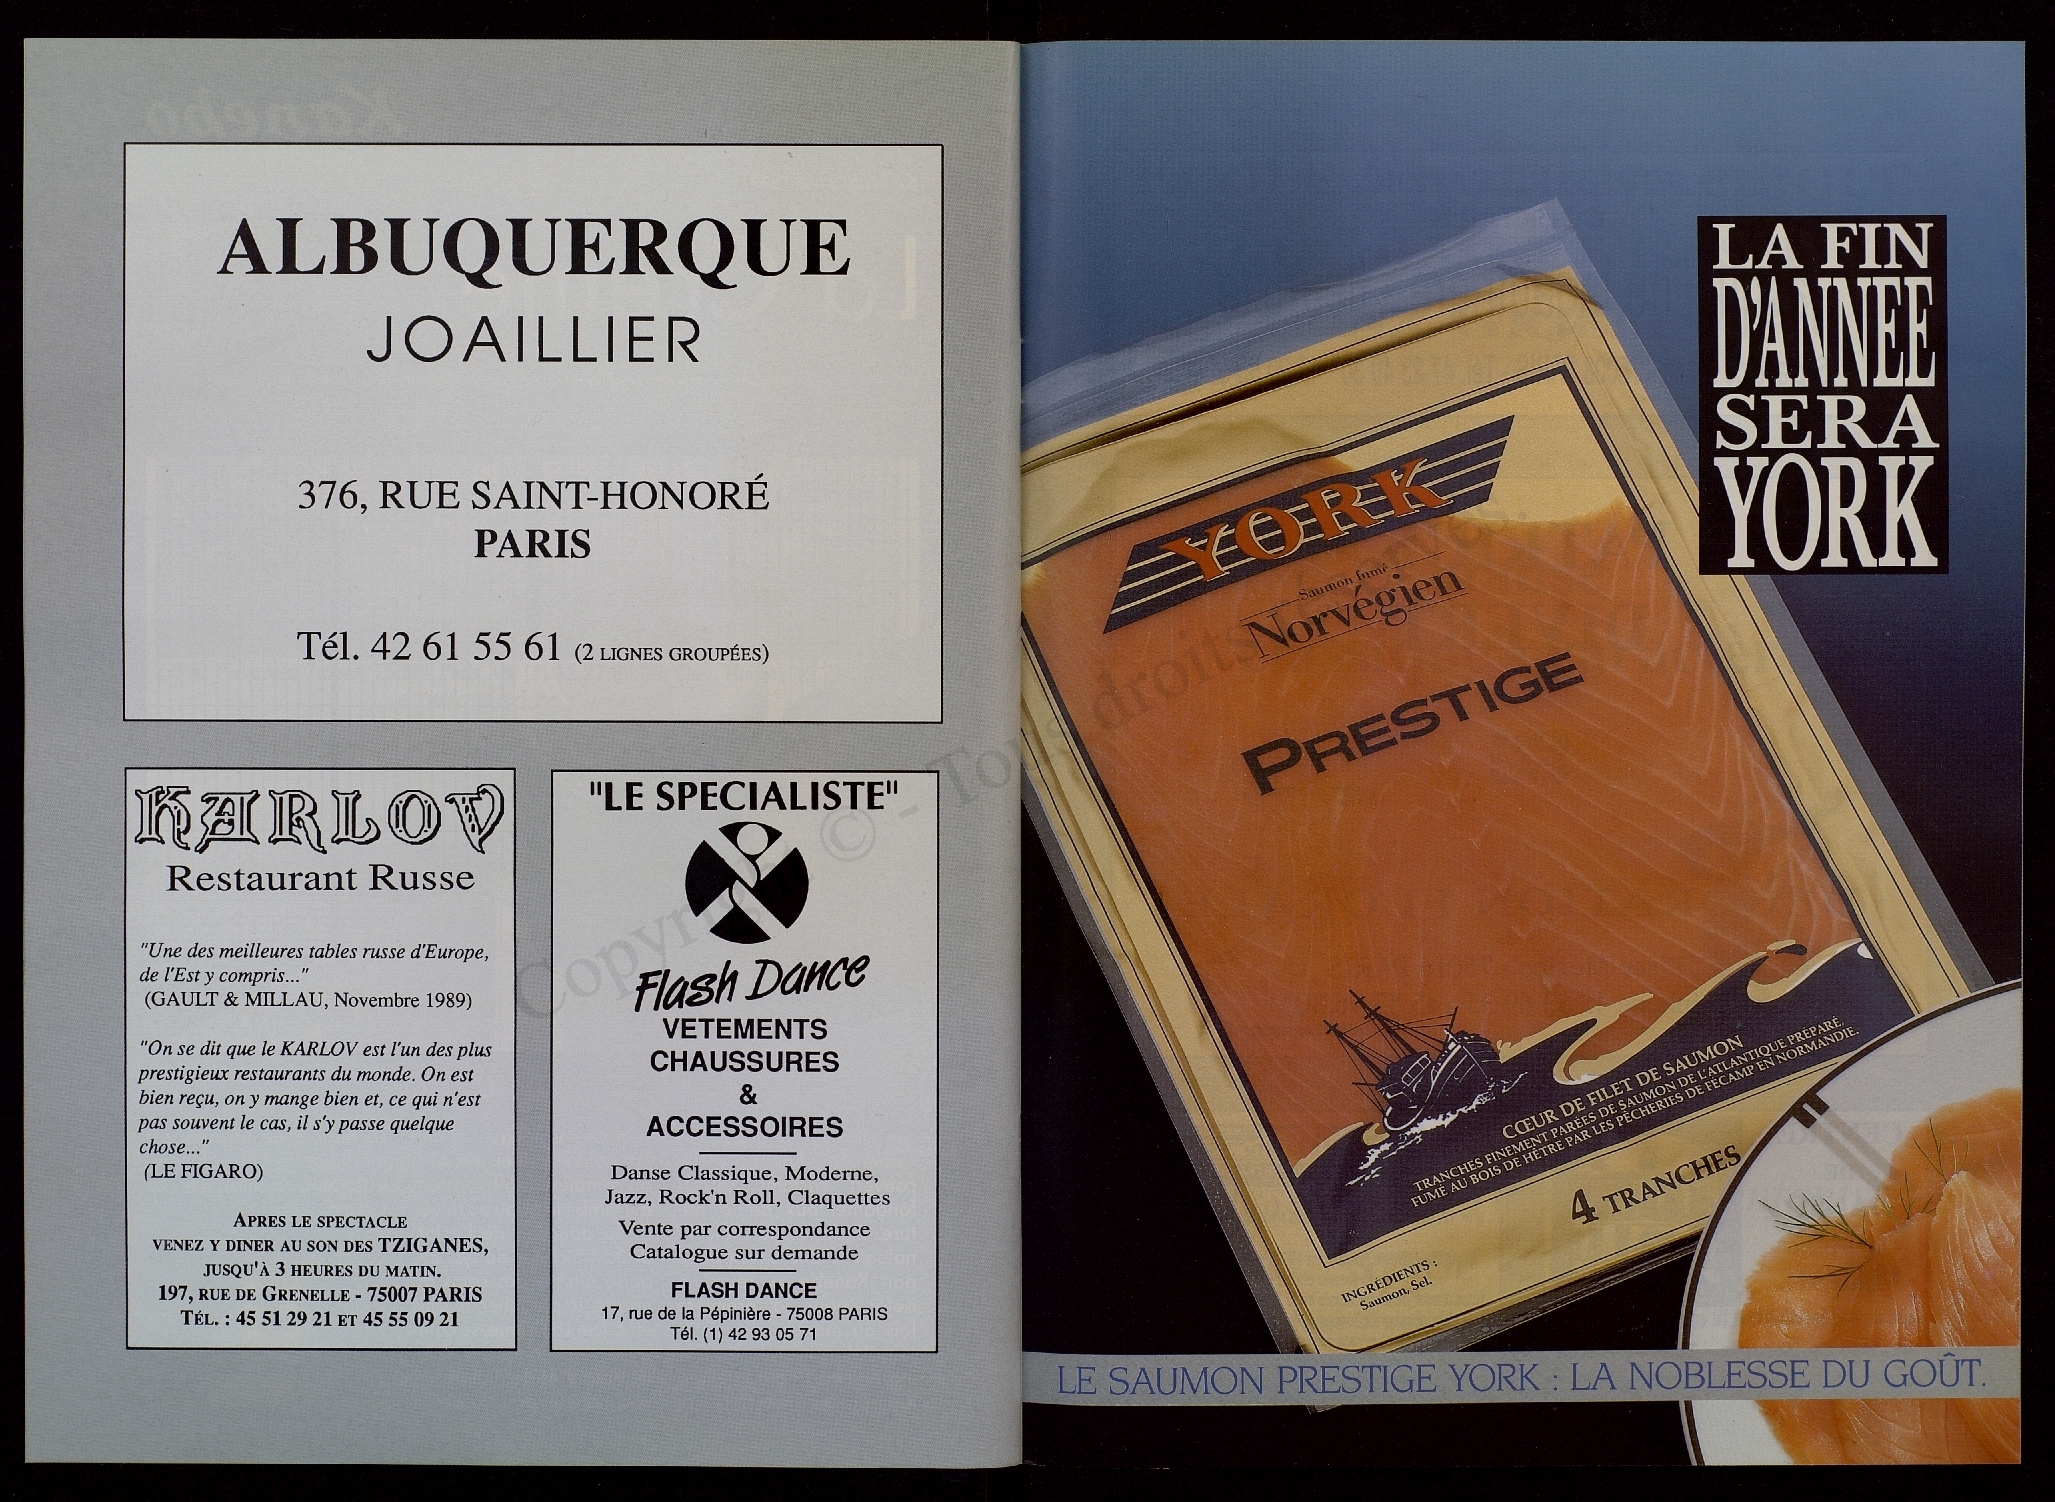 ALBUQUERQUE
JOAILLIER
376, RUE SAINT-HONORÉ
PARIS
Tél. 42 61 55 61 (2 LIGNES GROUPÉES)
KARLOV
Restaurant Russe
"Une des meilleures tables russe d'Europe,
de l'Est y compris..."
(GAULT & MILLAU, Novembre 1989)
"On se dit que le KARLOV est l'un des plus
prestigieux restaurants du monde. On est
bien reçu, on y mange bien et, ce qui n'est
pas souvent le cas, il s'y passe quelque
chose..."
(LE FIGARO)
APRES LE SPECTACLE
VENEZ Y DINER AU SON DES TZIGANES,
JUSQU'À 3 HEURES DU MATIN.
197, RUE DE GRENELLE - 75007 PARIS
TÉL. : 45 51 29 21 ET 45 55 09 21
"LE SPECIALISTE"
Flash Dance
VETEMENTS
CHAUSSURES
&
ACCESSOIRES
Danse Classique, Moderne,
Jazz, Rock'n Roll, Claquettes
Vente par correspondance
Catalogue sur demande
FLASH DANCE
17, rue de la Pépinière - 75008 PARIS
Tél. (1) 42 93 05 71
LA FIN
D'ANNEE
SERA
YORK
YORK
Saumon fumé
Norvégien
PRESTIGE
CŒUR DE FILET DE SAUMON
TRANCHES FINEMENT PARÉES DE SAUMON DE L'ATLANTIQUE PRÉPARÉ,
FUMÉ AU BOIS DE HÊTRE PAR LES PÊCHERIES DE FÉCAMP EN NORMANDIE.
4 TRANCHES
INGRÉDIENTS :
Saumon, Sel.
LE SAUMON PRESTIGE YORK : LA NOBLESSE DU GOÛT.
Copyright © - Tous droits